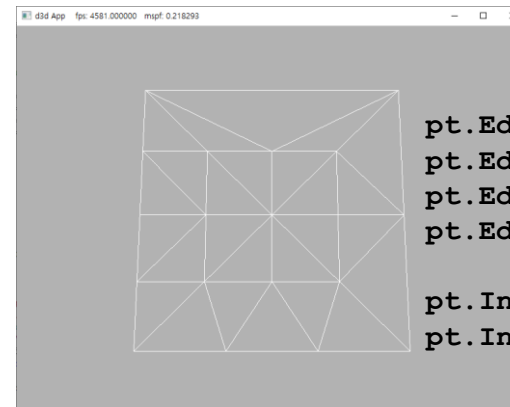 d3d App fps: 4581.000000 mspf: 0.218293
pt.Ed
pt.Ed
pt.Ed
pt.Ed
pt.In
pt.In